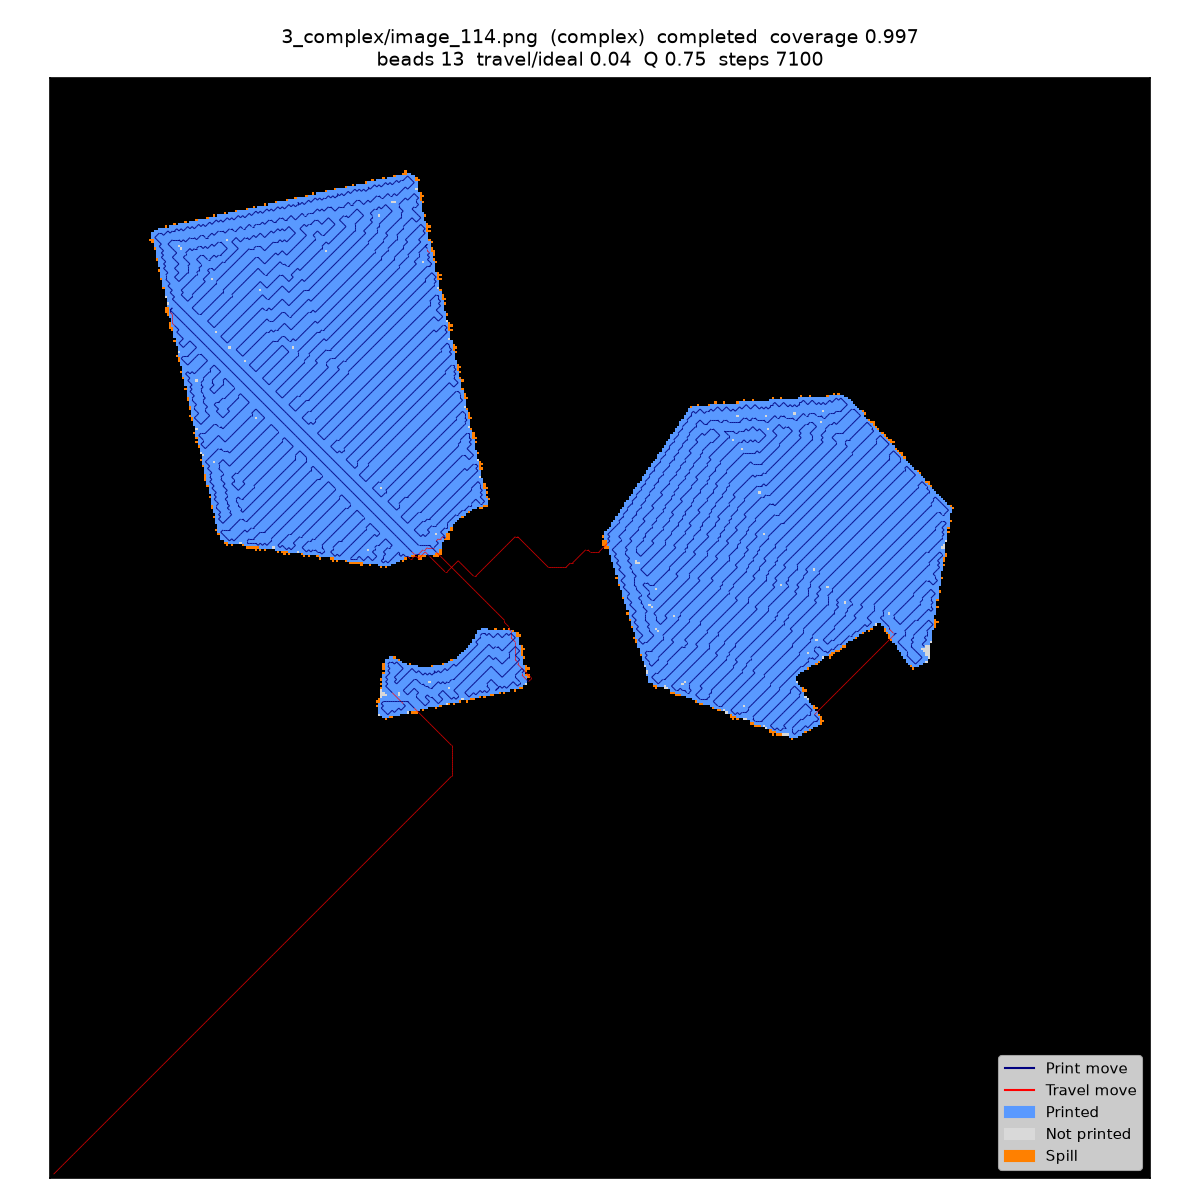 3_complex/image_114.png  (complex)  completed  coverage 0.997
beads 13  travel/ideal 0.04  Q 0.75  steps 7100
Print move
Travel move
Printed
Not printed
Spill